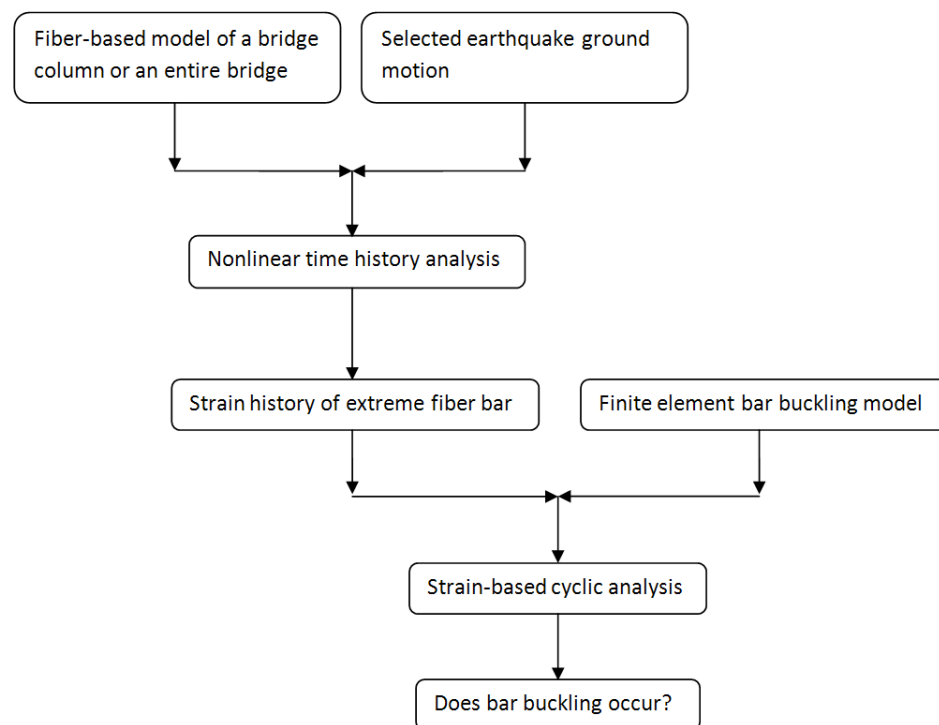 Fiber-based model of a bridge
column or an entire bridge
Selected earthquake ground
motion
Nonlinear time history analysis
Strain history of extreme fiber bar
Finite element bar buckling model
Strain-based cyclic analysis
Does bar buckling occur?